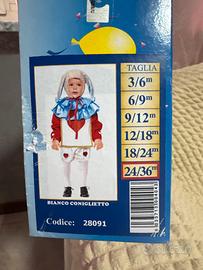 TAGLIA
3/6m
6/9m
9/12m
12/18m
18/24m
24/36m
BIANCO CONIGLIETTO
Codice: 28091